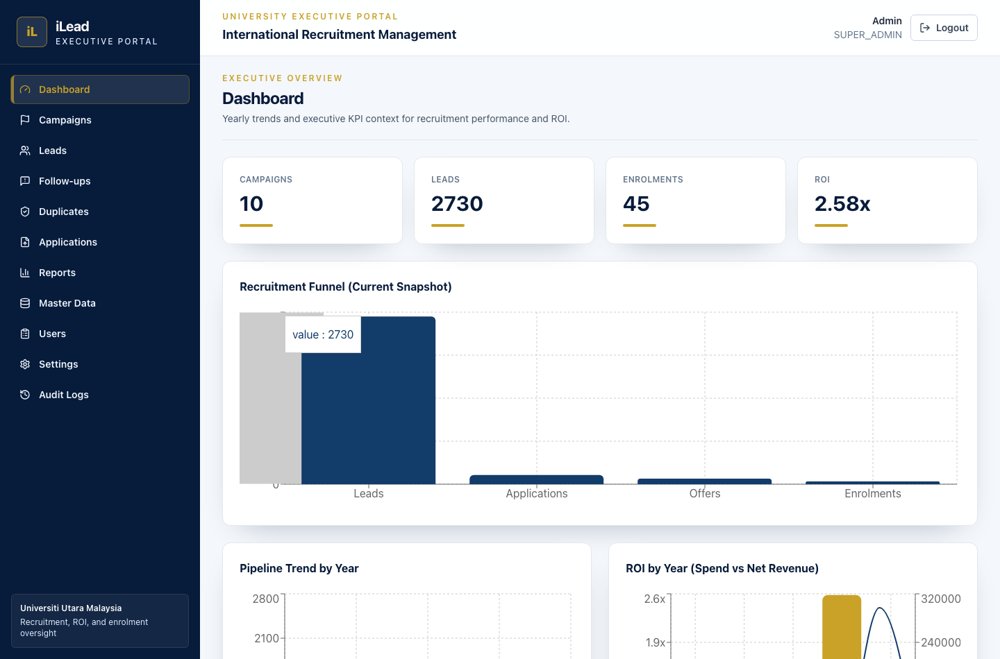 iL
iLead
EXECUTIVE PORTAL
Dashboard
Campaigns
Leads
Follow-ups
Duplicates
Applications
Reports
Master Data
Users
Settings
Audit Logs
Universiti Utara Malaysia
Recruitment, ROI, and enrolment
oversight
UNIVERSITY EXECUTIVE PORTAL
International Recruitment Management
Admin
SUPER_ADMIN
Logout
EXECUTIVE OVERVIEW
Dashboard
Yearly trends and executive KPI context for recruitment performance and ROI.
CAMPAIGNS
10
LEADS
2730
ENROLMENTS
45
ROI
2.58x
Recruitment Funnel (Current Snapshot)
value : 2730
0
Leads
Applications
Offers
Enrolments
Pipeline Trend by Year
2800
2100
ROI by Year (Spend vs Net Revenue)
2.6x
1.9x
320000
240000